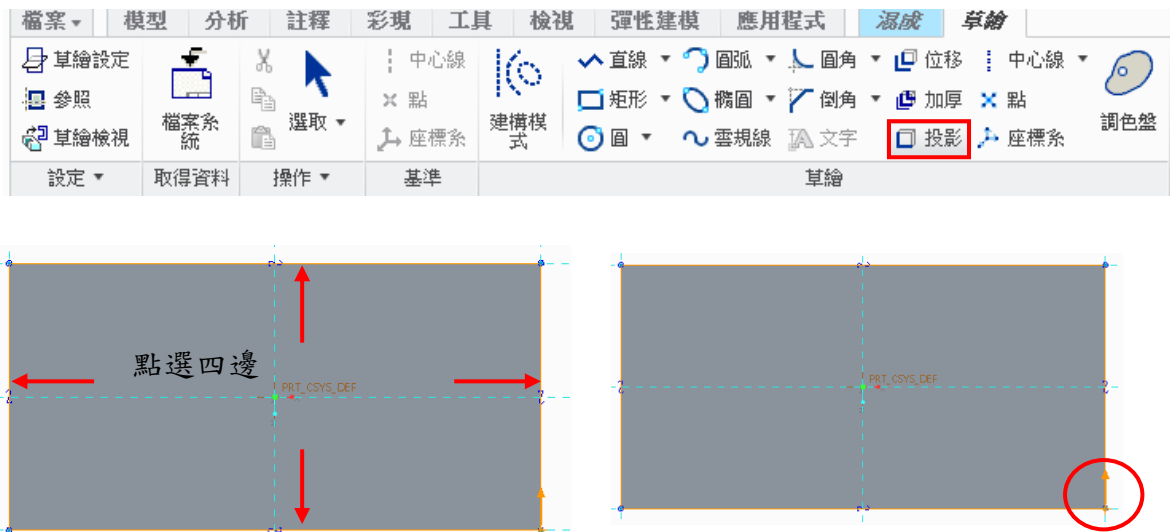 檔案 模型 分析 註釋 彩現 工具 檢視 彈性建模 應用程式 混成 草繪
草繪設定 中心線 直線 圓弧 圓角 位移 中心線
參照 點 矩形 橢圓 倒角 加厚 點
草繪檢視 檔案系統 選取 座標系 建構模式 圓 雲規線 文字 投影 座標系 調色盤
設定 取得資料 操作 基準 草繪
點選四邊
PRT_CSYS_DEF
PRT_CSYS_DEF